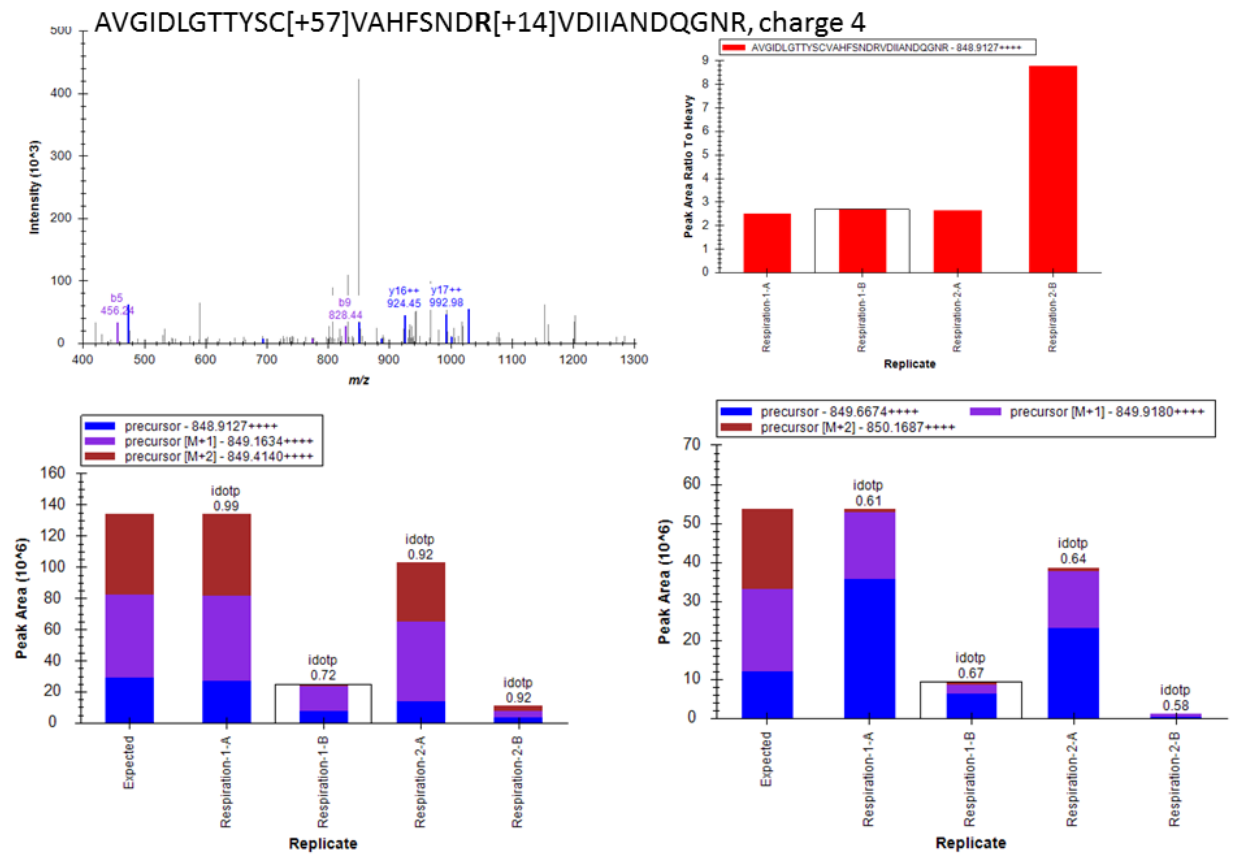 AVGIDLGTTYSC[+57]VAHFSNDR[+14]VDIIANDQGNR, charge 4
500
400
300
200
100
0
Intensity (10^3)
b5
456.24
b9
828.44
y16++
924.45
y17++
992.98
400 500 600 700 800 900 1000 1100 1200 1300
m/z
AVGIDLGTTYSCVAHFSNDRVDIIANDQGNR - 848.9127++++
9
8
7
6
5
4
3
2
1
0
Peak Area Ratio To Heavy
Respiration-1-A
Respiration-1-B
Respiration-2-A
Respiration-2-B
Replicate
precursor - 848.9127++++
precursor [M+1] - 849.1634++++
precursor [M+2] - 849.4140++++
160
140
120
100
80
60
40
20
0
Peak Area (10^6)
idotp
0.99
idotp
0.72
idotp
0.92
idotp
0.92
Expected
Respiration-1-A
Respiration-1-B
Respiration-2-A
Respiration-2-B
Replicate
precursor - 849.6674++++
precursor [M+1] - 849.9180++++
precursor [M+2] - 850.1687++++
70
60
50
40
30
20
10
0
Peak Area (10^6)
idotp
0.61
idotp
0.67
idotp
0.64
idotp
0.58
Expected
Respiration-1-A
Respiration-1-B
Respiration-2-A
Respiration-2-B
Replicate